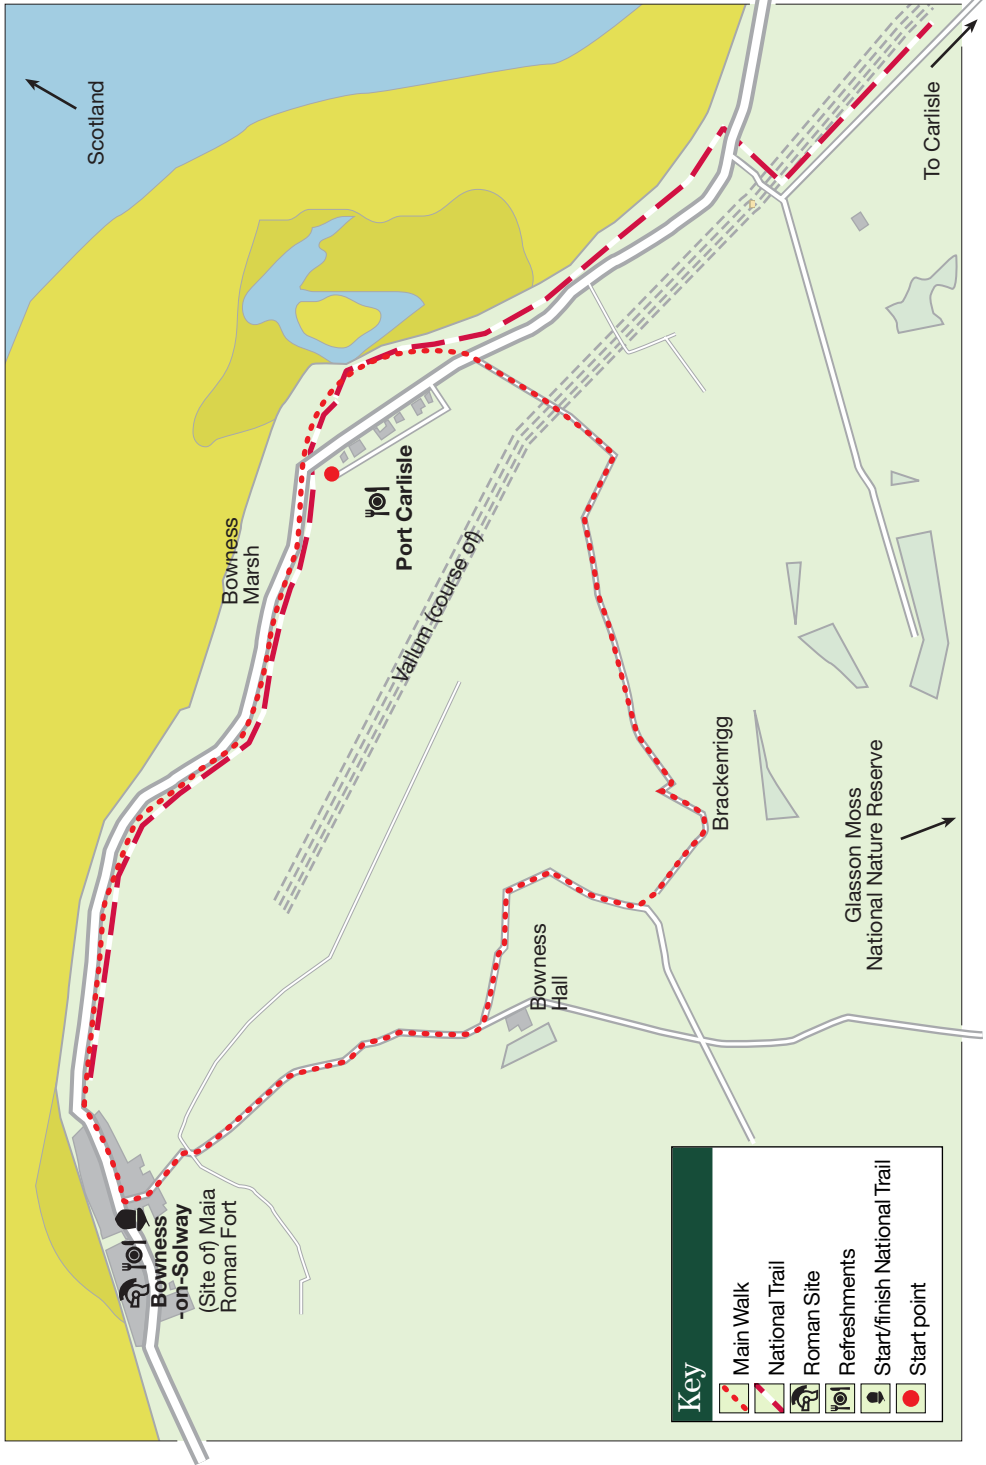 Scotland
To Carlisle
Bowness
Marsh
Port Carlisle
Vallum (course of)
Brackenrigg
Glasson Moss
National Nature Reserve
Bowness
Hall
Bowness
-on-Solway
(Site of) Maia
Roman Fort
Key
Main Walk
National Trail
Roman Site
Refreshments
Start/finish National Trail
Start point